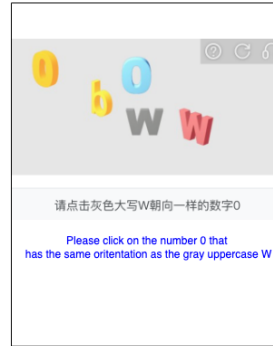 0 b 0 W W
请点击灰色大写W朝向一样的数字0
Please click on the number 0 that
has the same oritentation as the gray uppercase W